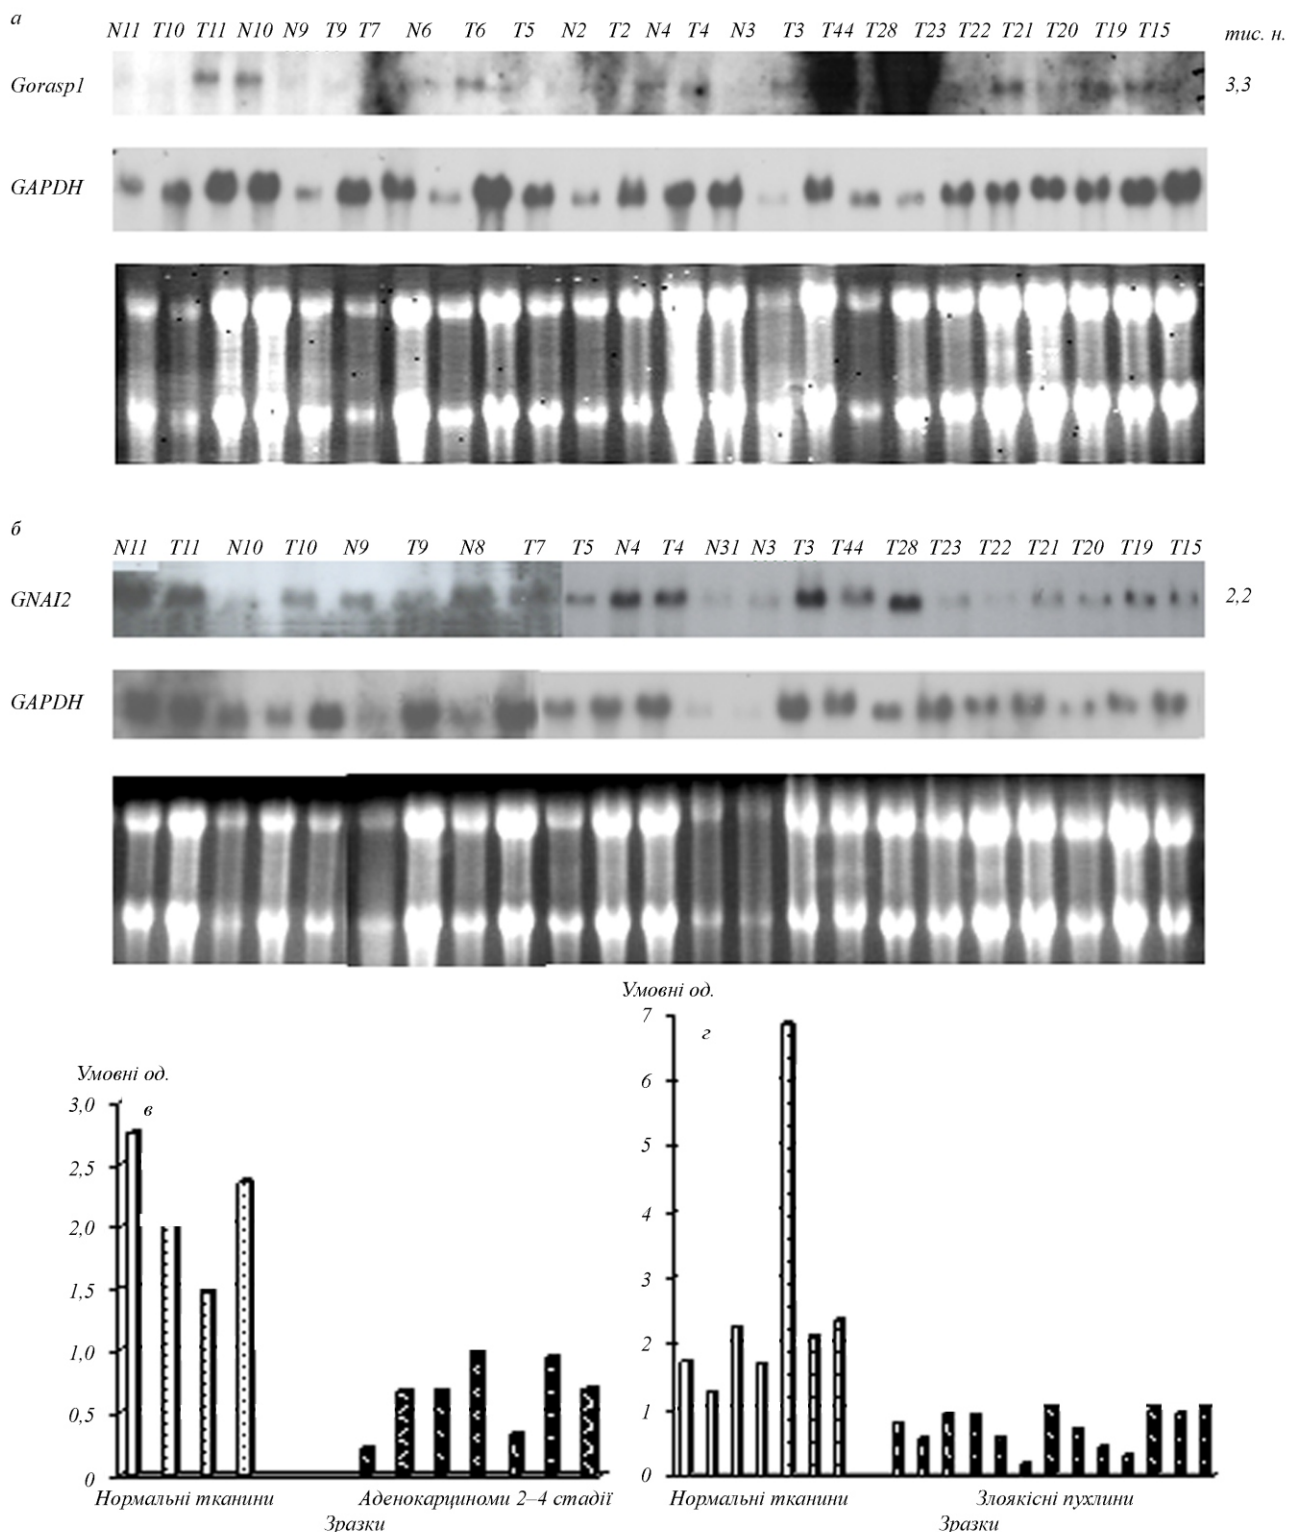 а
N11 T10 T11 N10 N9 T9 T7 N6 T6 T5 N2 T2 N4 T4 N3 T3 T44 T28 T23 T22 T21 T20 T19 T15 тис. н.
Gorasp1 3,3
GAPDH
б
N11 T11 N10 T10 N9 T9 N8 T7 T5 N4 T4 N31 N3 T3 T44 T28 T23 T22 T21 T20 T19 T15
GNAI2 2,2
GAPDH
Умовні од.
в
3,0
2,5
2,0
1,5
1,0
0,5
0
Нормальні тканини Аденокарциноми 2–4 стадії
Зразки
Умовні од.
г
7
6
5
4
3
2
1
0
Нормальні тканини Злоякісні пухлини
Зразки